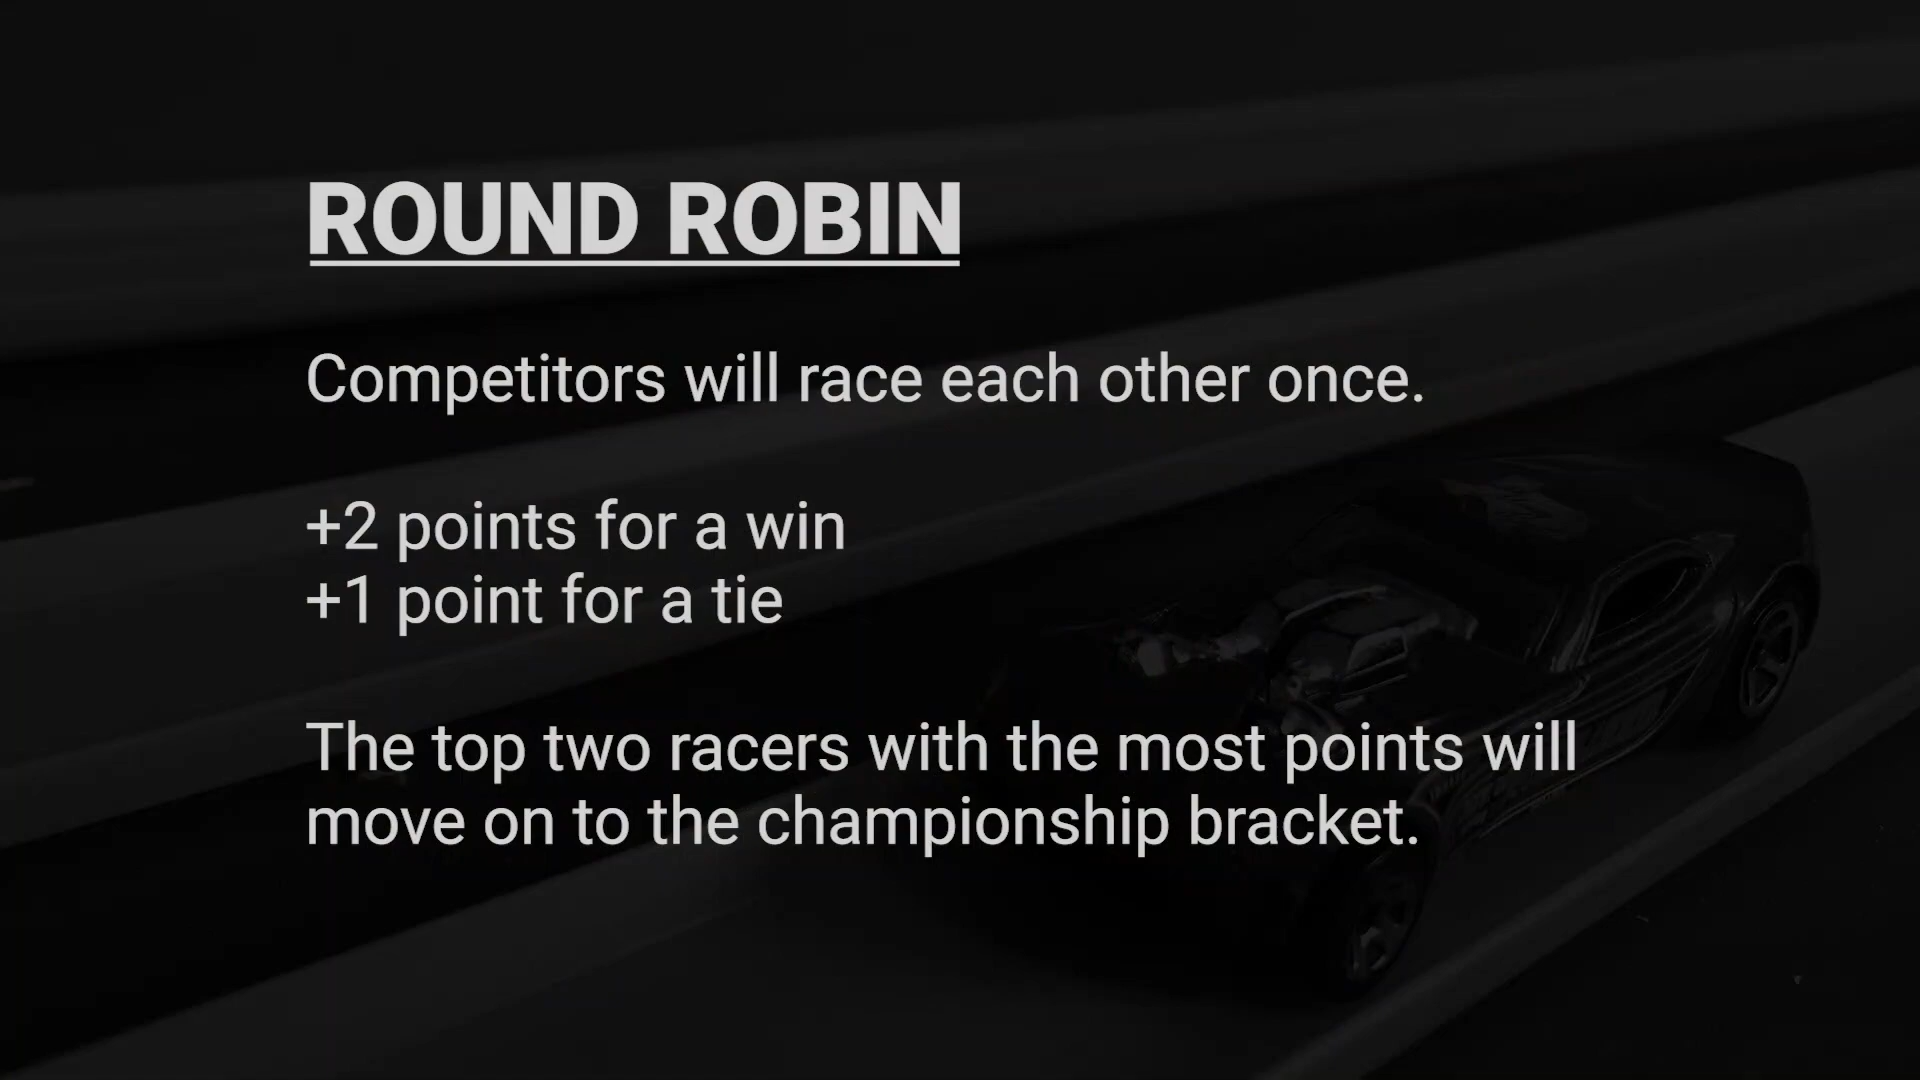 ROUND ROBIN
Competitors will race each other once.
+2 points for a win
+1 point for a tie
The top two racers with the most points will
move on to the championship bracket.